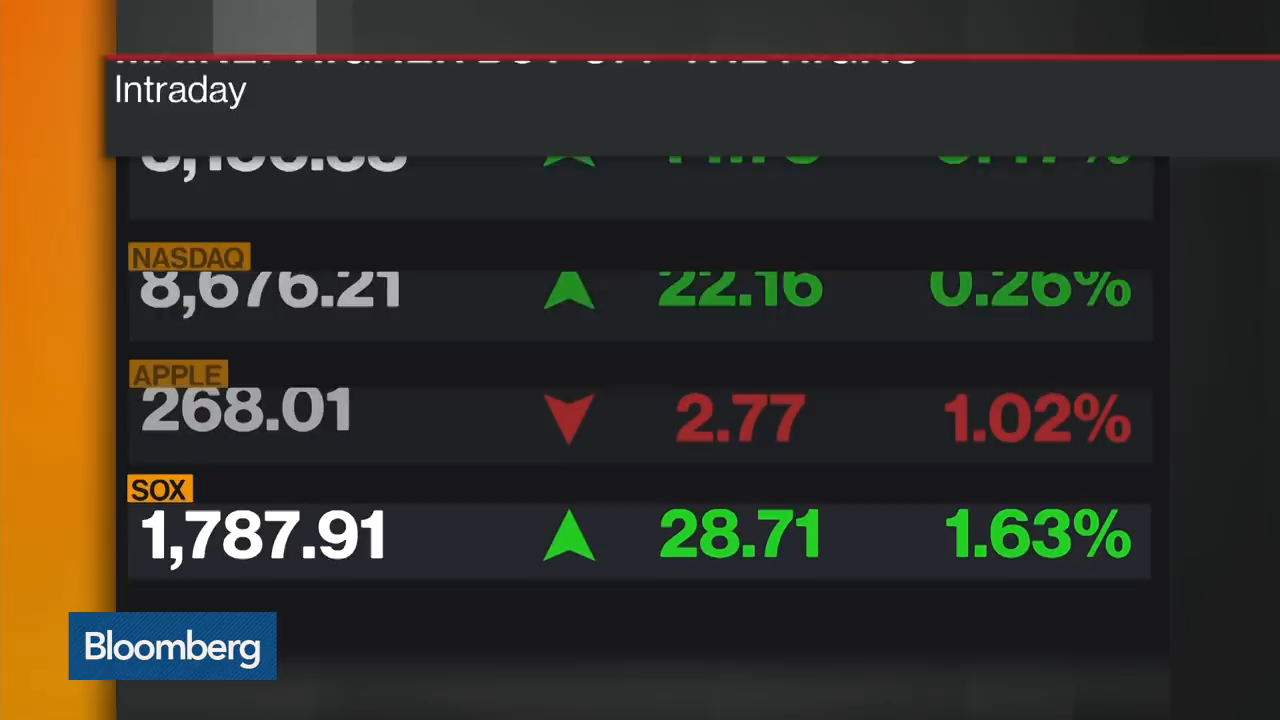 Intraday
NASDAQ
8,676.21 22.16 0.26%
APPLE
268.01 2.77 1.02%
SOX
1,787.91 28.71 1.63%
Bloomberg